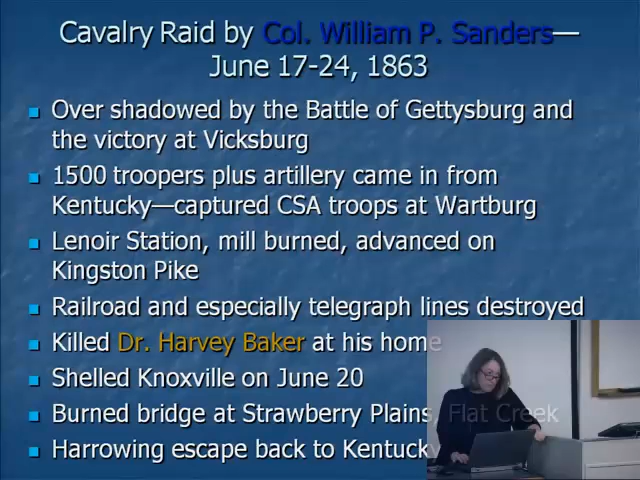 Cavalry Raid by Col. William P. Sanders—
June 17-24, 1863
Over shadowed by the Battle of Gettysburg and
the victory at Vicksburg
1500 troopers plus artillery came in from
Kentucky—captured CSA troops at Wartburg
Lenoir Station, mill burned, advanced on
Kingston Pike
Railroad and especially telegraph lines destroyed
Killed Dr. Harvey Baker at his home
Shelled Knoxville on June 20
Burned bridge at Strawberry Plains, Flat Creek
Harrowing escape back to Kentucky